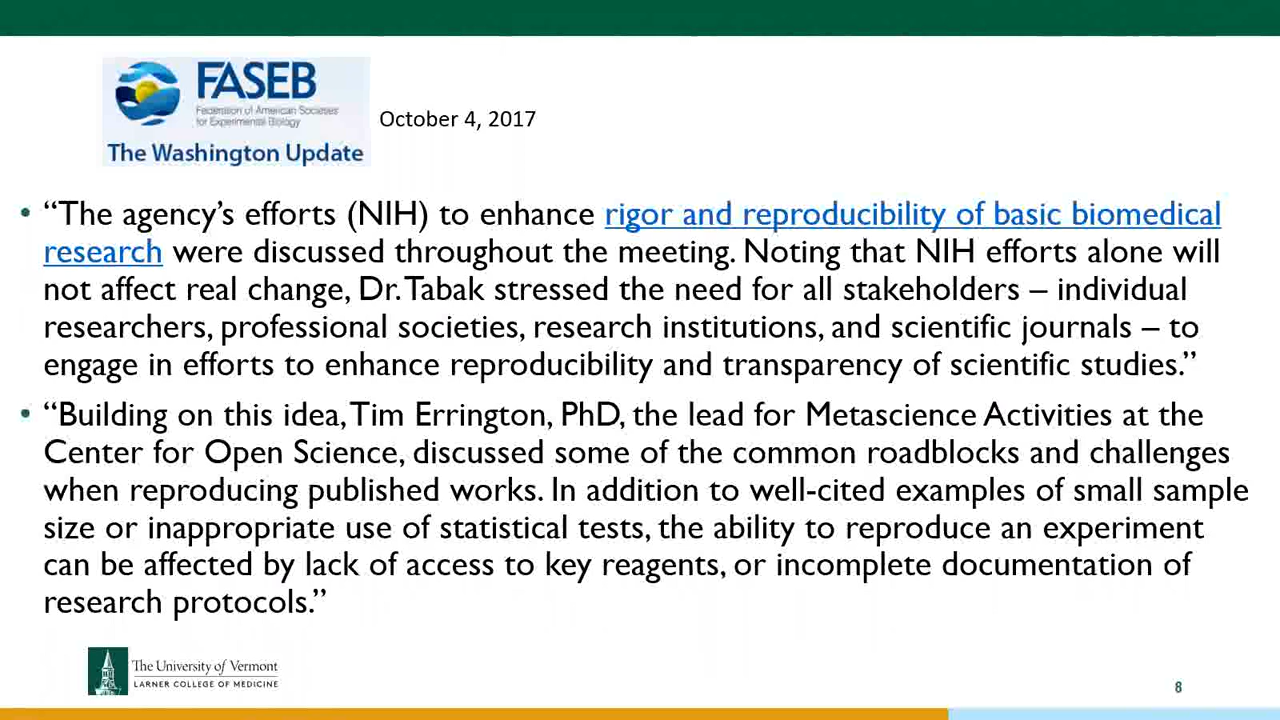 FASEB
Federation of American Societies
for Experimental Biology
The Washington Update
October 4, 2017
• “The agency’s efforts (NIH) to enhance rigor and reproducibility of basic biomedical
research were discussed throughout the meeting. Noting that NIH efforts alone will
not affect real change, Dr. Tabak stressed the need for all stakeholders – individual
researchers, professional societies, research institutions, and scientific journals – to
engage in efforts to enhance reproducibility and transparency of scientific studies.”
• “Building on this idea, Tim Errington, PhD, the lead for Metascience Activities at the
Center for Open Science, discussed some of the common roadblocks and challenges
when reproducing published works. In addition to well-cited examples of small sample
size or inappropriate use of statistical tests, the ability to reproduce an experiment
can be affected by lack of access to key reagents, or incomplete documentation of
research protocols.”
The University of Vermont
LARNER COLLEGE OF MEDICINE
8